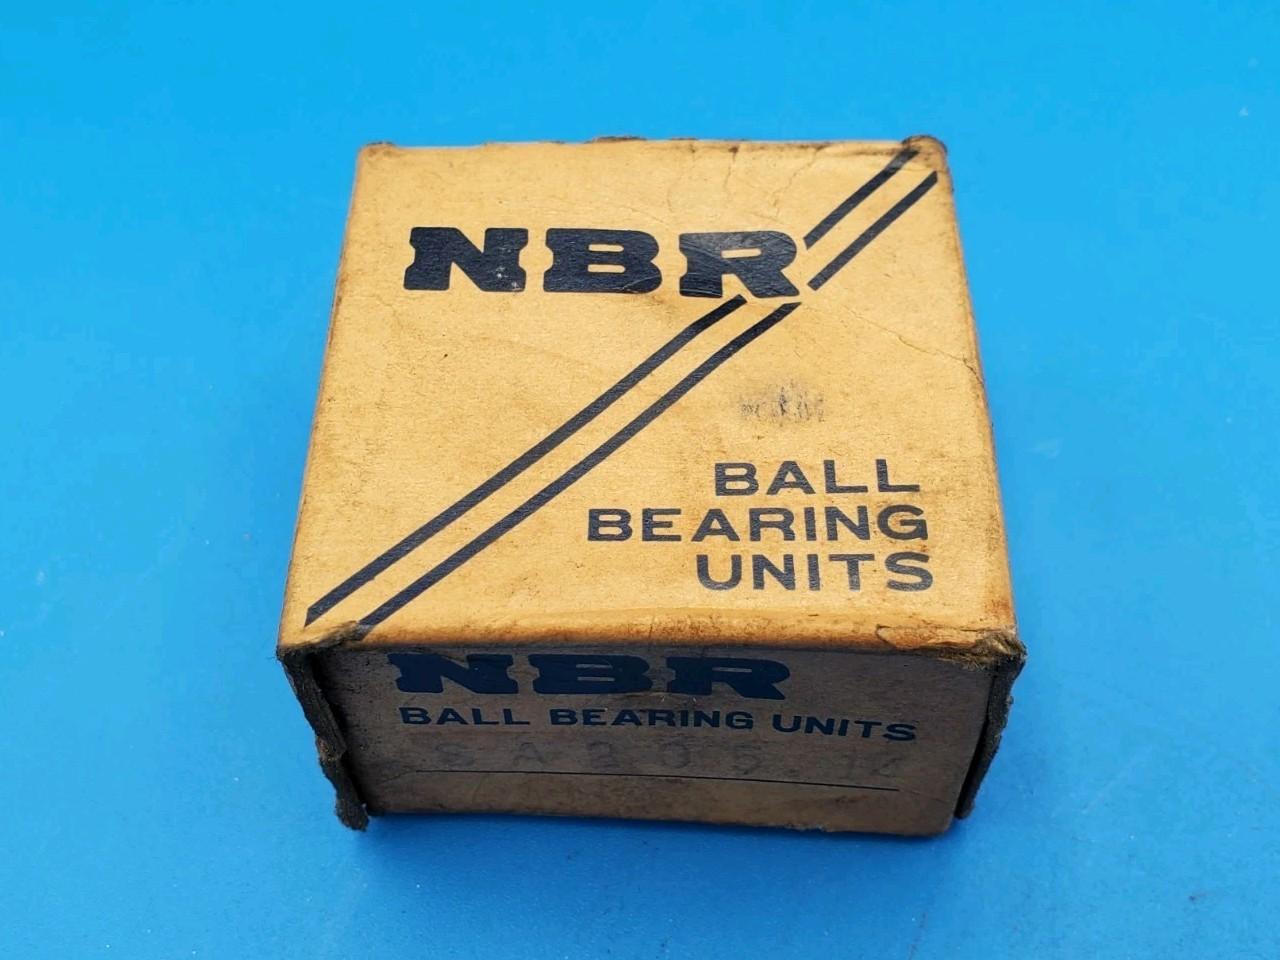 NBR
BALL
BEARING
UNITS
NBR
BALL BEARING UNITS
SA205.14